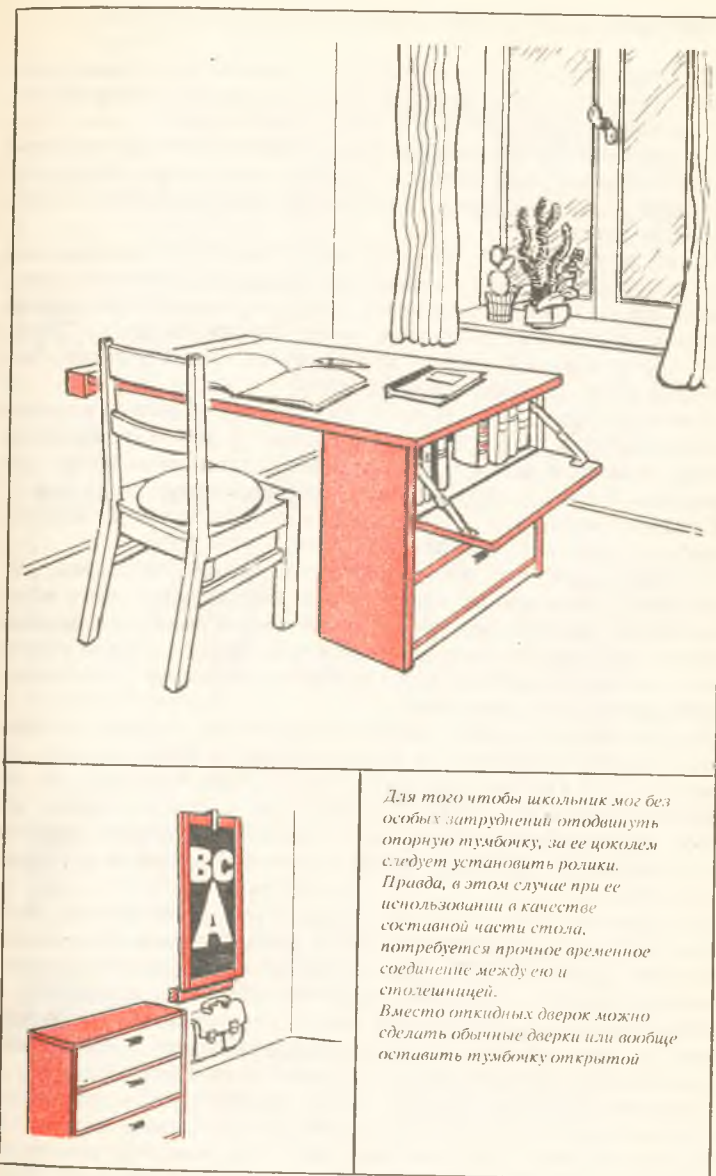 BC
A
Для того чтобы школьник мог без
особых затруднений отодвинуть
опорную тумбочку, за ее цоколем
следует установить ролики.
Правда, в этом случае при ее
использовании в качестве
составной части стола,
потребуется прочное временное
соединение между ею и
столешницей.
Вместо откидных дверок можно
сделать обычные дверки или вообще
оставить тумбочку открытой